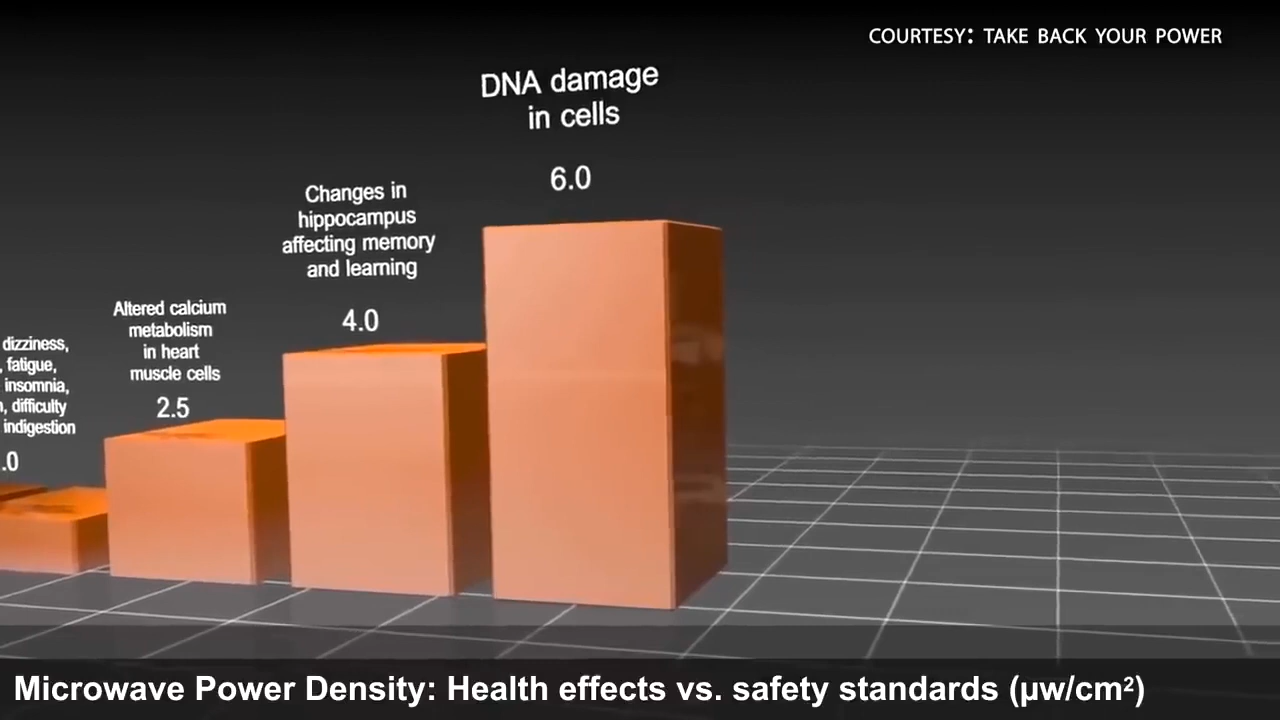 COURTESY: TAKE BACK YOUR POWER
DNA damage
in cells
6.0
Changes in
hippocampus
affecting memory
and learning
4.0
Altered calcium
metabolism
in heart
muscle cells
2.5
dizziness,
, fatigue,
insomnia,
, difficulty
indigestion
.0
Microwave Power Density: Health effects vs. safety standards (µw/cm²)